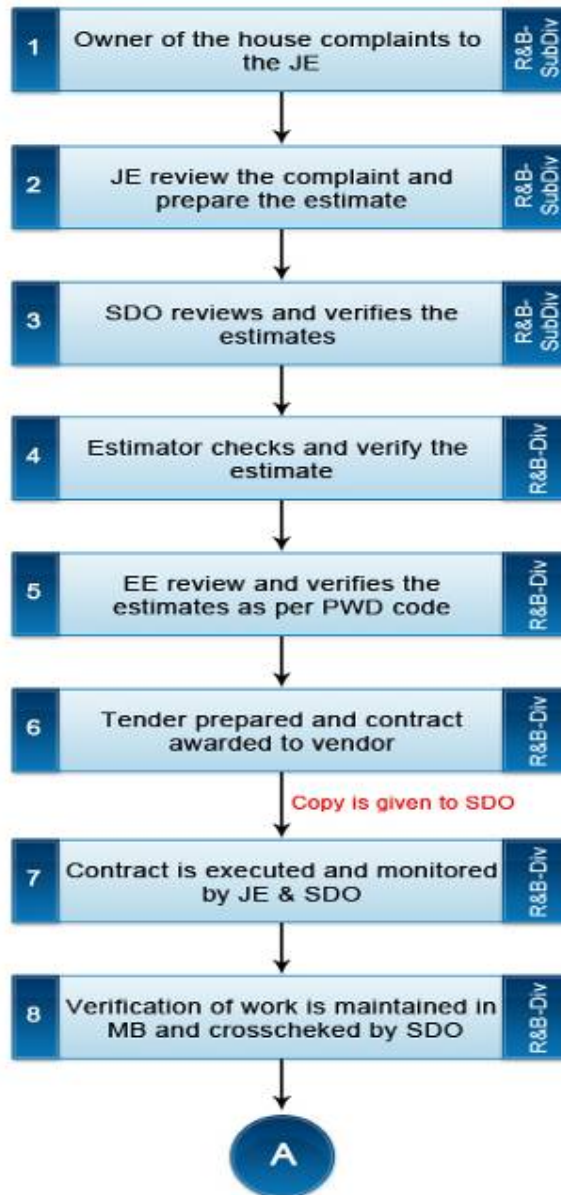 1
Owner of the house complaints to
the JE
R&B-
SubDiv
2
JE review the complaint and
prepare the estimate
R&B-
SubDiv
3
SDO reviews and verifies the
estimates
R&B-
SubDiv
4
Estimator checks and verify the
estimate
R&B-Div
5
EE review and verifies the
estimates as per PWD code
R&B-Div
6
Tender prepared and contract
awarded to vendor
R&B-Div
Copy is given to SDO
7
Contract is executed and monitored
by JE & SDO
R&B-Div
8
Verification of work is maintained in
MB and crosscheked by SDO
R&B-Div
A